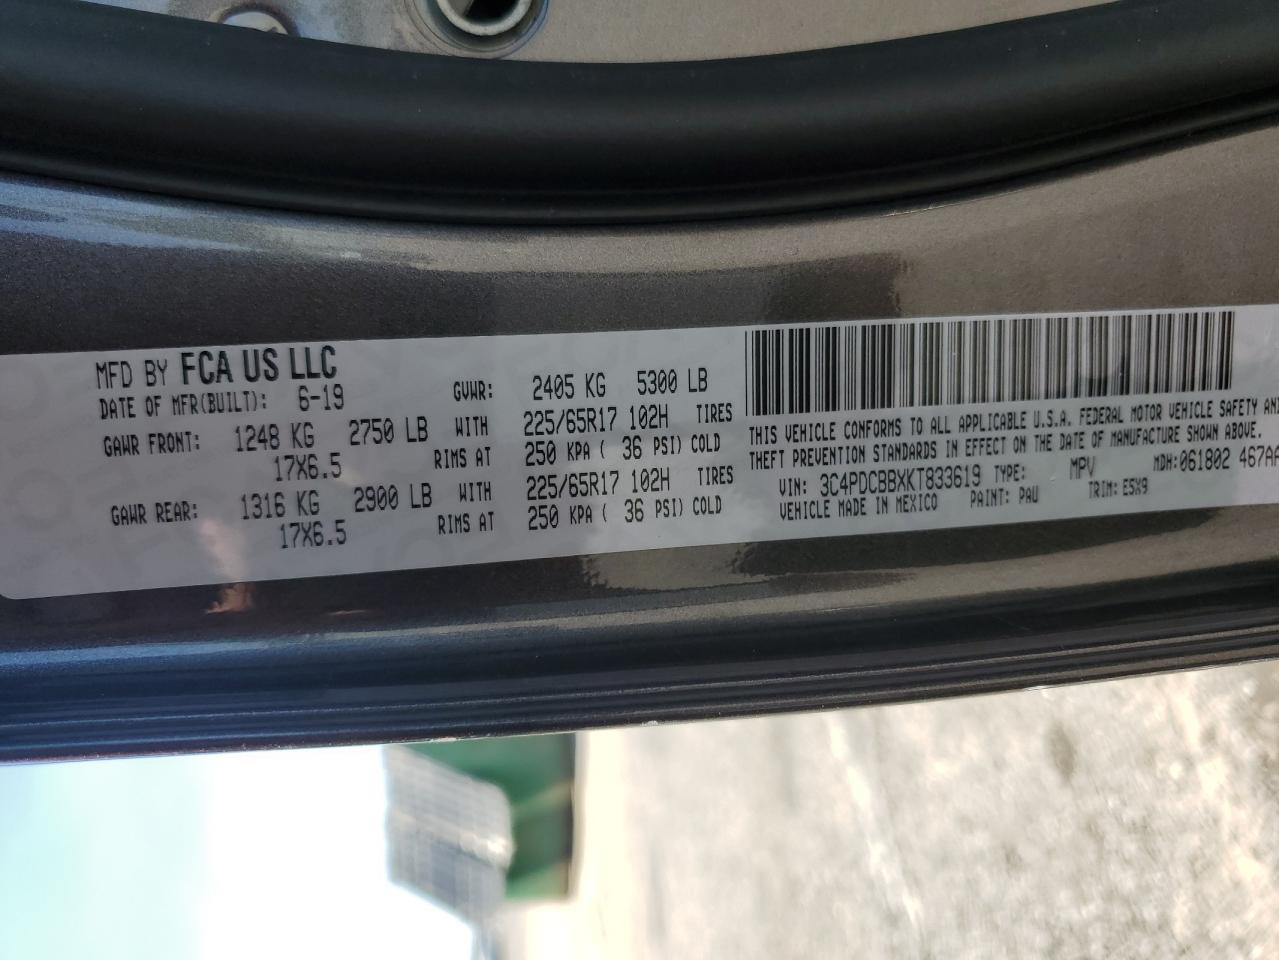 MFD BY FCA US LLC
DATE OF MFR(BUILT): 6-19 GVWR: 2405 KG 5300 LB
GAWR FRONT: 1248 KG 2750 LB WITH 225/65R17 102H TIRES
17X6.5 RIMS AT 250 KPA ( 36 PSI) COLD
GAWR REAR: 1316 KG 2900 LB WITH 225/65R17 102H TIRES
17X6.5 RIMS AT 250 KPA ( 36 PSI) COLD
THIS VEHICLE CONFORMS TO ALL APPLICABLE U.S.A. FEDERAL MOTOR VEHICLE SAFETY AND
THEFT PREVENTION STANDARDS IN EFFECT ON THE DATE OF MANUFACTURE SHOWN ABOVE.
VIN: 3C4PDCBBXKT833619 TYPE: MPV MDH:061802 467AA
VEHICLE MADE IN MEXICO PAINT: PAU TRIM: E5X9